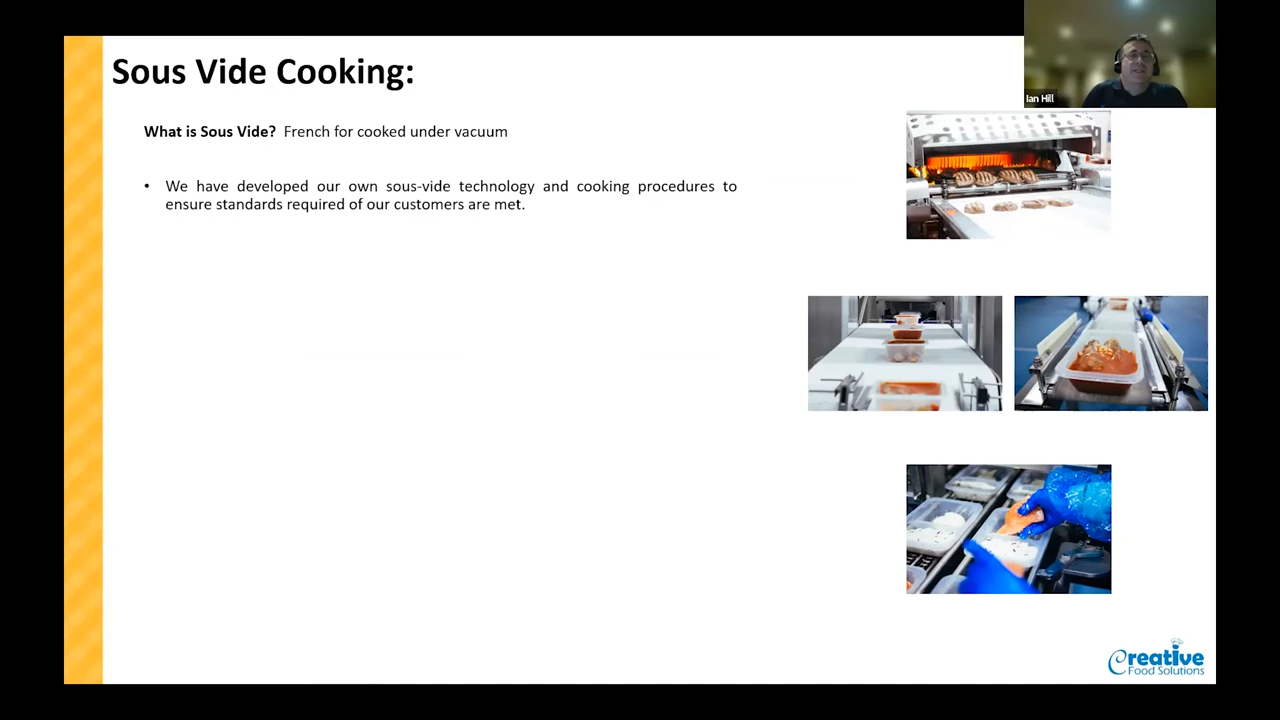 Sous Vide Cooking:
Ian Hill
What is Sous Vide? French for cooked under vacuum
• We have developed our own sous-vide technology and cooking procedures to
ensure standards required of our customers are met.
Creative
Food Solutions